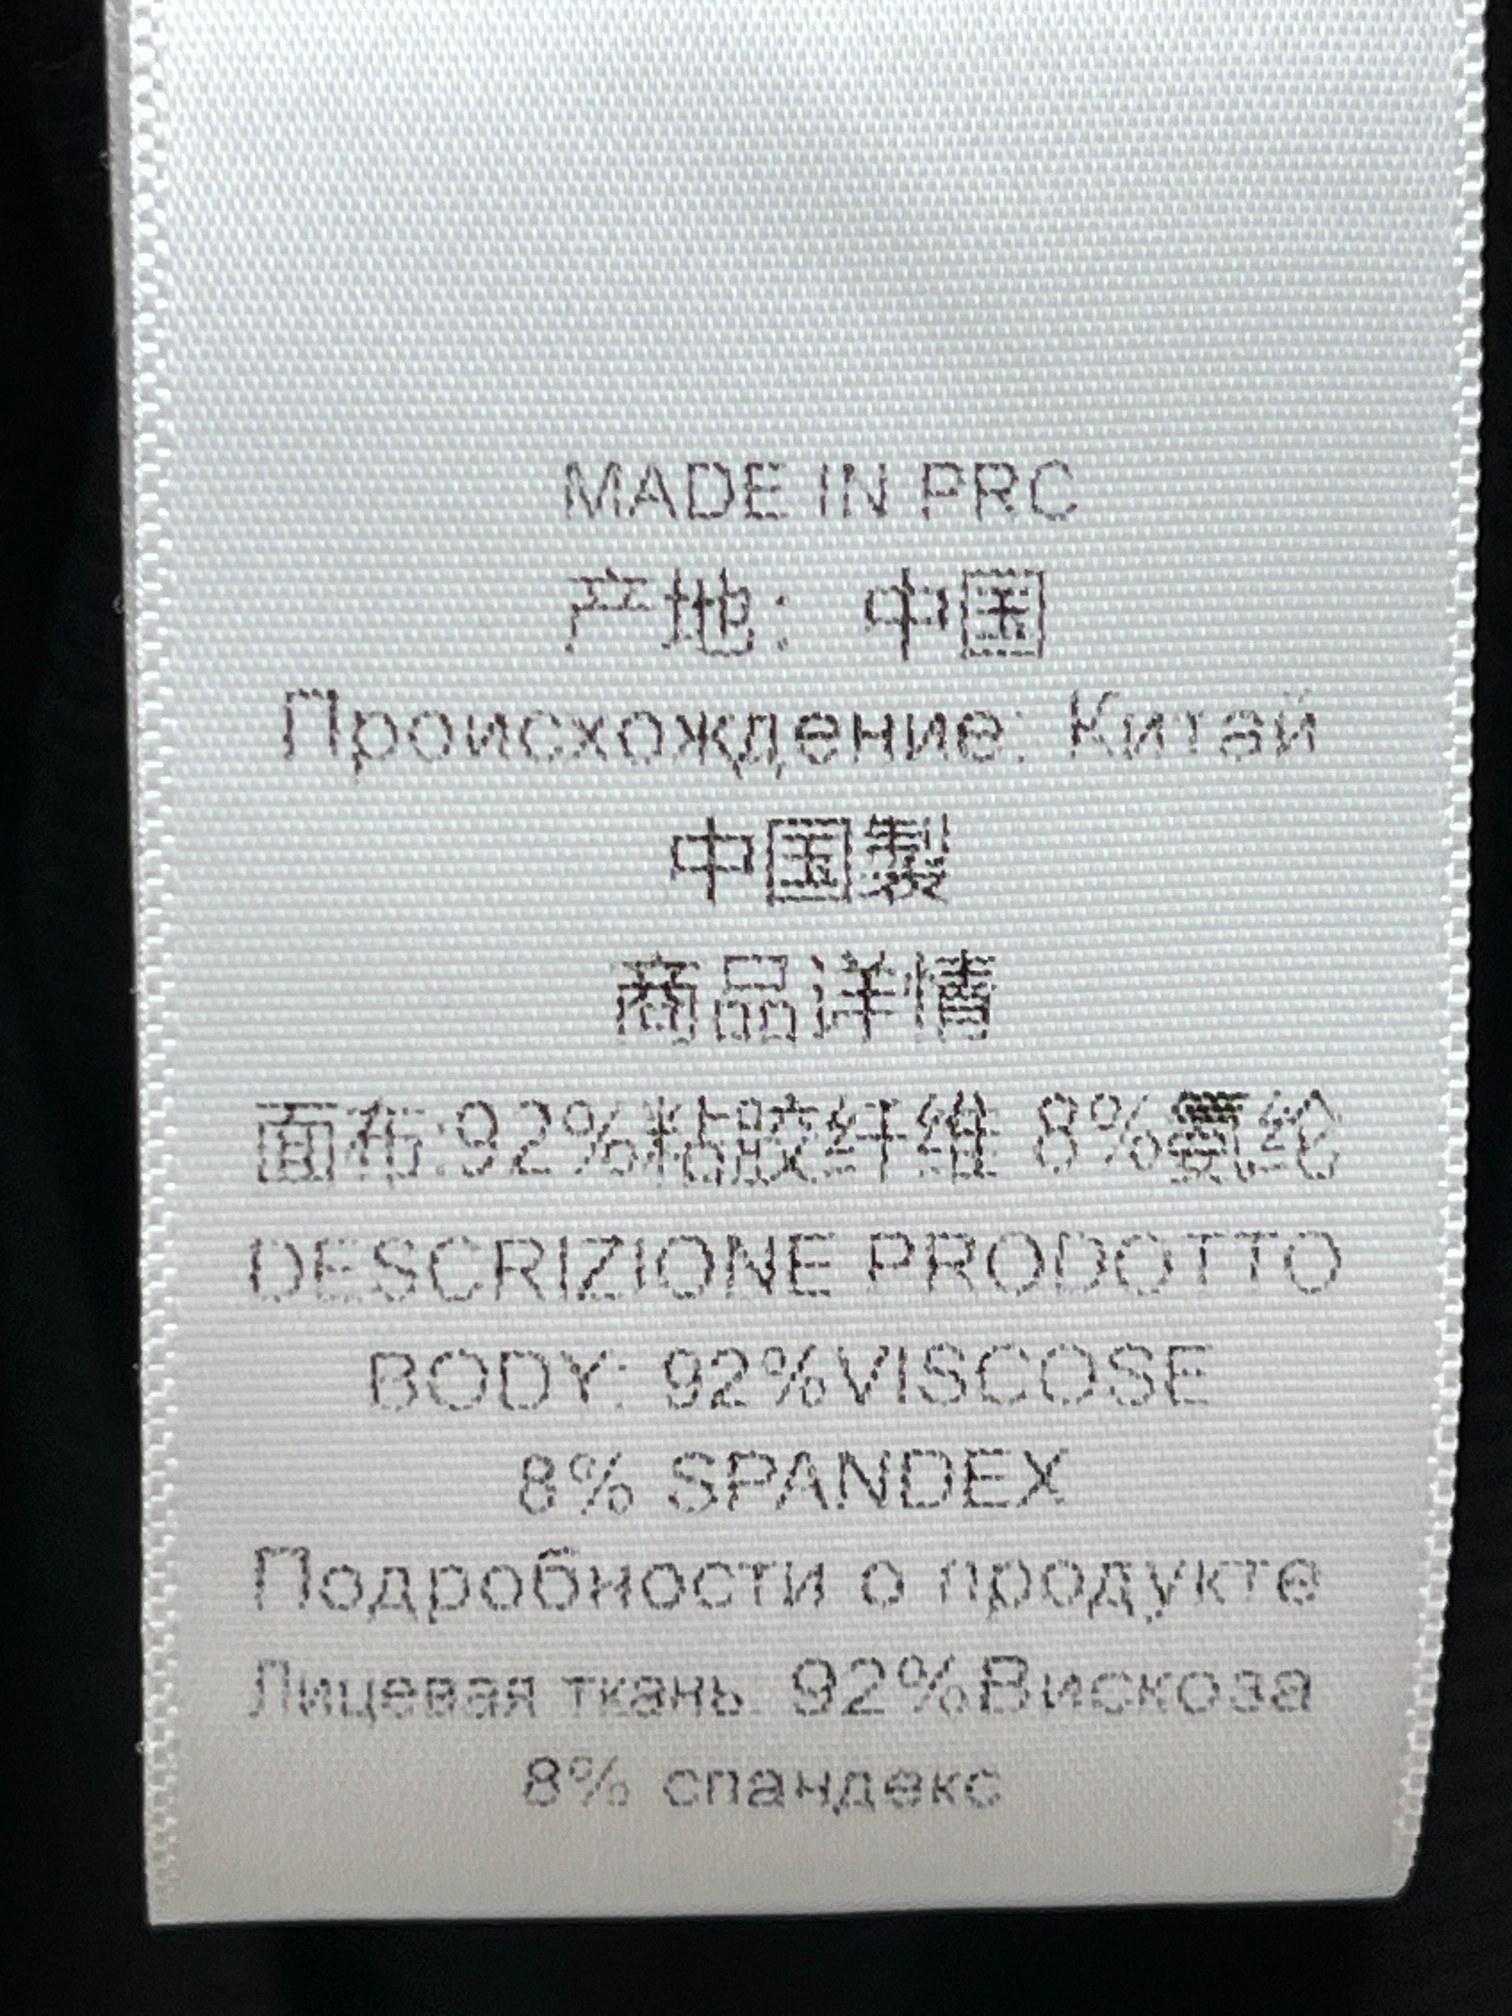 MADE IN PRC
产地：中国
Происхождение: Китай
中国製
商品详情
面布:92%粘胶纤维 8%氨纶
DESCRIZIONE PRODOTTO
BODY: 92%VISCOSE
8% SPANDEX
Подробности о продукте
Лицевая ткань: 92%Вискоза
8% спандекс